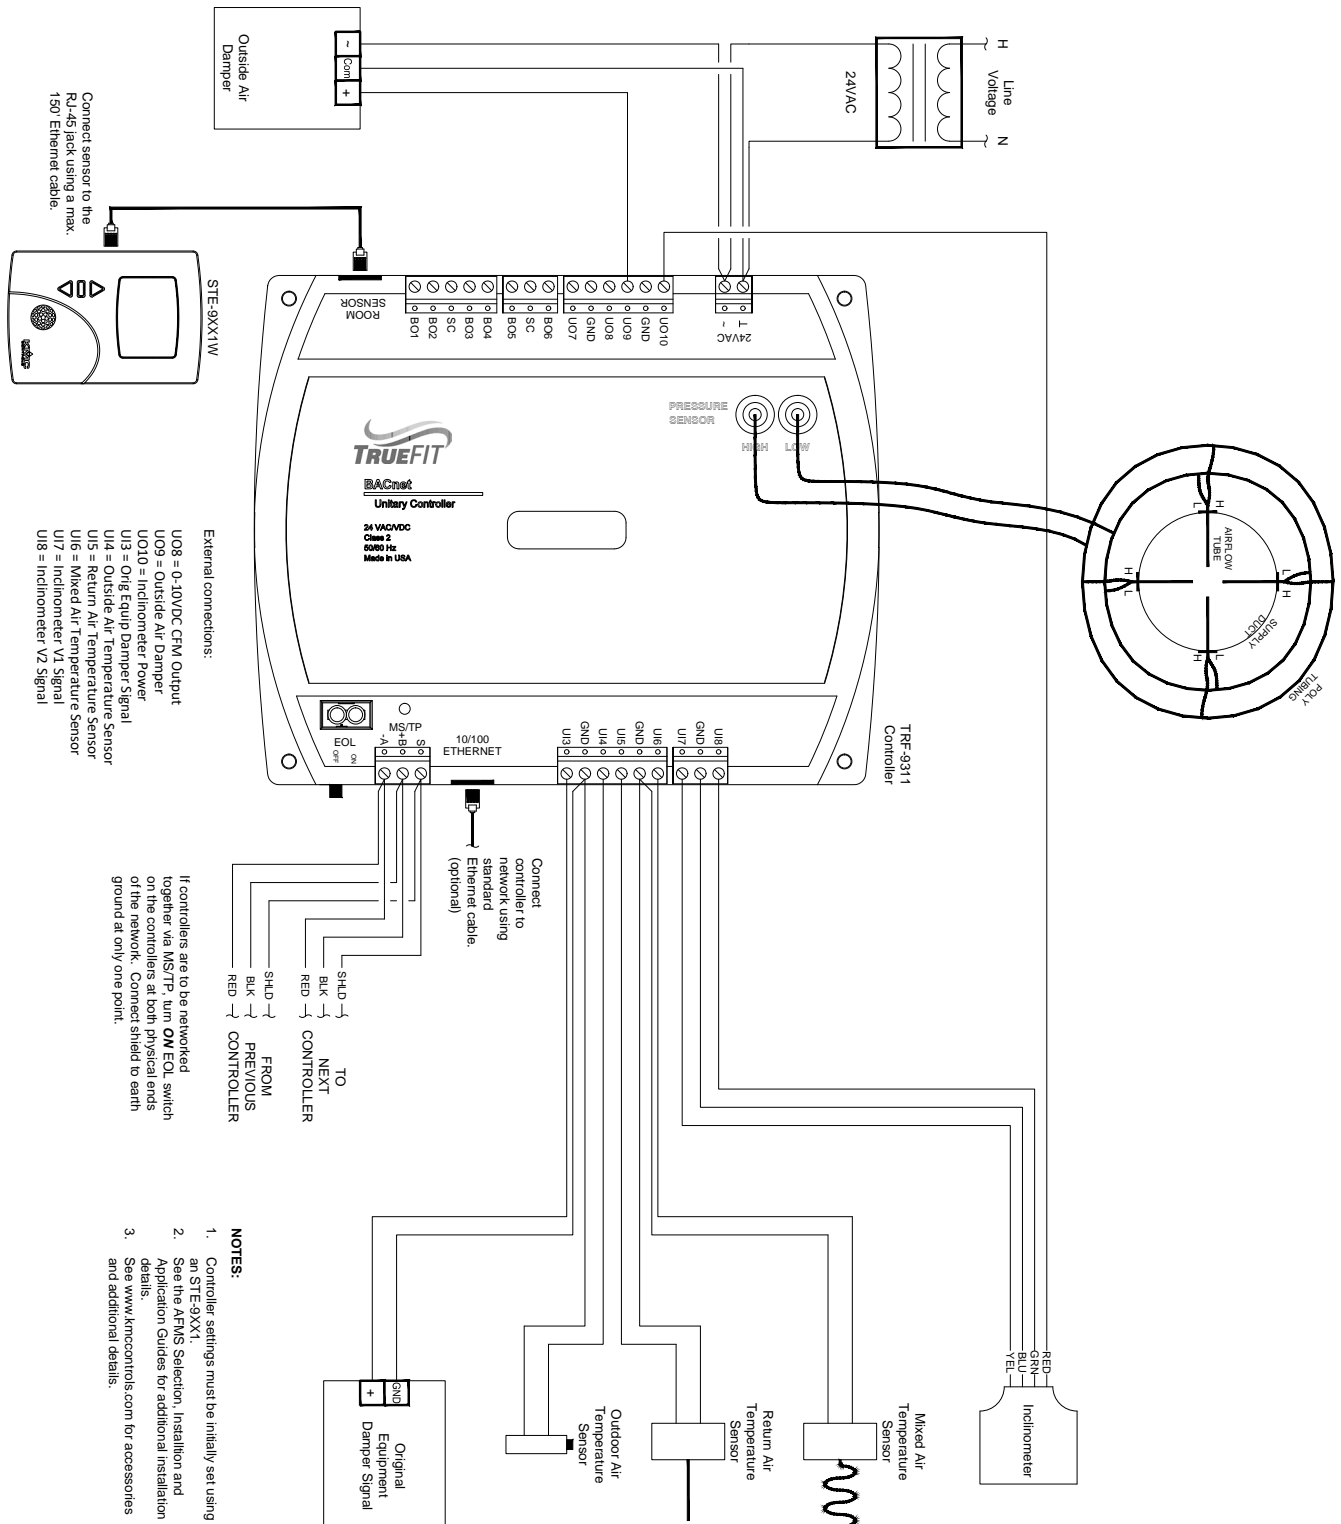 H
Line
Voltage
N
24VAC
~
Com
+
Outside Air
Damper
Connect sensor to the
RJ-45 jack using a max.
150' Ethernet cable.
STE-9XX1W
ROOM
SENSOR
BO1
BO2
SC
BO3
BO4
BO5
SC
BO6
UO7
GND
UO8
UO9
GND
UO10
~
24VAC
PRESSURE
SENSOR
HIGH
LOW
TRUEFIT
BACnet
Unitary Controller
24 VAC/VDC
Class 2
50/60 Hz
Made in USA
H
L
AIRFLOW
TUBE
L
H
H
L
L
H
SUPPLY
DUCT
POLY
TUBING
TRF-9311
Controller
EOL
OFF
ON
MS/TP
-A
+B
S
10/100
ETHERNET
UI3
GND
UI4
UI5
GND
UI6
UI7
GND
UI8
External connections:
UO8 = 0-10VDC CFM Output
UO9 = Outside Air Damper
UO10 = Inclinometer Power
UI3 = Orig Equip Damper Signal
UI4 = Outside Air Temperature Sensor
UI5 = Return Air Temperature Sensor
UI6 = Mixed Air Temperature Sensor
UI7 = Inclinometer V1 Signal
UI8 = Inclinometer V2 Signal
Connect
controller to
network using
standard
Ethernet cable.
(optional)
SHLD
BLK
RED
TO
NEXT
CONTROLLER
SHLD
BLK
RED
FROM
PREVIOUS
CONTROLLER
If controllers are to be networked
together via MS/TP, turn ON EOL switch
on the controllers at both physical ends
of the network. Connect shield to earth
ground at only one point.
RED
GRN
BLU
YEL
Inclinometer
Mixed Air
Temperature
Sensor
Return Air
Temperature
Sensor
Outdoor Air
Temperature
Sensor
GND
+
Original
Equipment
Damper Signal
NOTES:
1. Controller settings must be initially set using
an STE-9XX1.
2. See the AFMS Selection, Installtion and
Application Guides for additional installation
details.
3. See www.kmccontrols.com for accessories
and additional details.